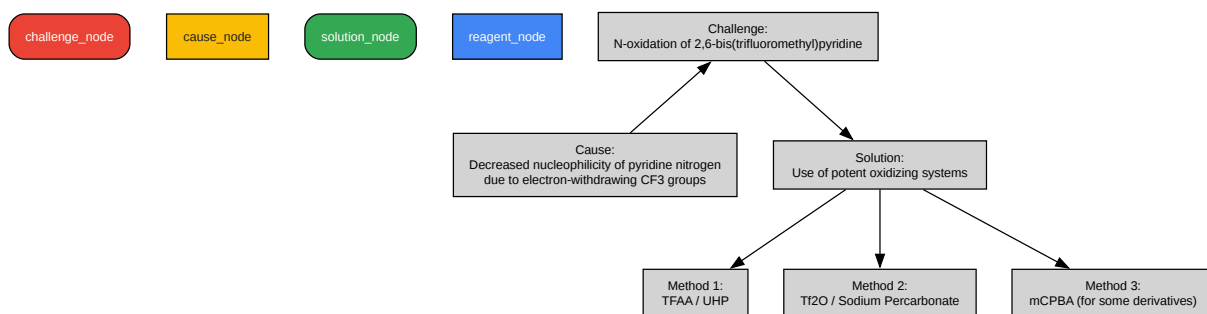 challenge_node
cause_node
solution_node
reagent_node
Challenge:
N-oxidation of 2,6-bis(trifluoromethyl)pyridine
Cause:
Decreased nucleophilicity of pyridine nitrogen
due to electron-withdrawing CF3 groups
Solution:
Use of potent oxidizing systems
Method 1:
TFAA / UHP
Method 2:
Tf2O / Sodium Percarbonate
Method 3:
mCPBA (for some derivatives)